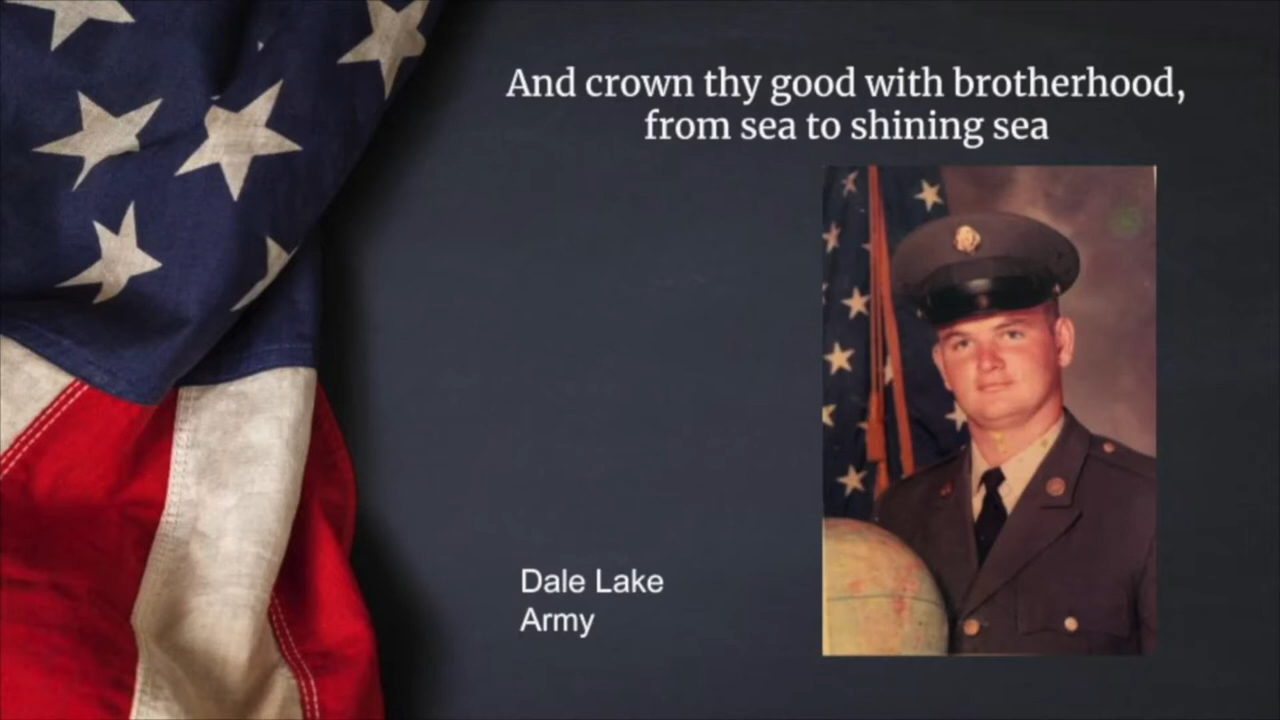 And crown thy good with brotherhood,
from sea to shining sea
Dale Lake
Army